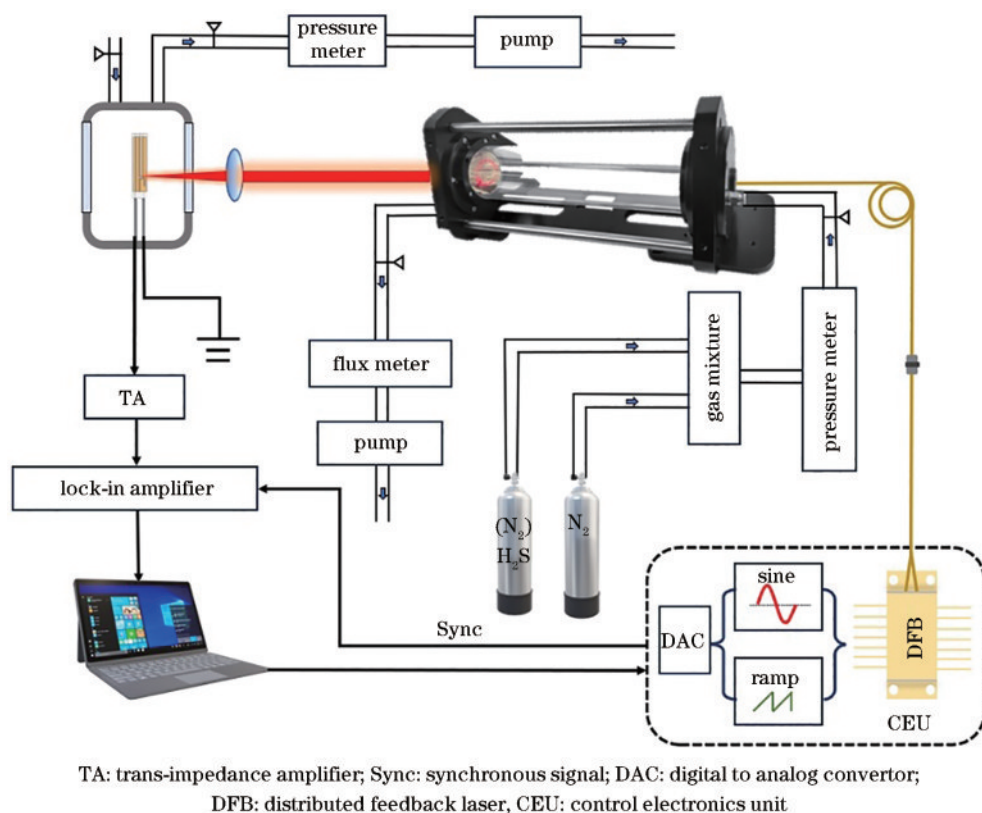 pressure
meter
pump
flux meter
pump
gas mixture
pressure meter
TA
lock-in amplifier
(N₂)
H₂S
N₂
Sync
DAC
sine
ramp
DFB
CEU
TA: trans-impedance amplifier; Sync: synchronous signal; DAC: digital to analog convertor;
DFB: distributed feedback laser, CEU: control electronics unit